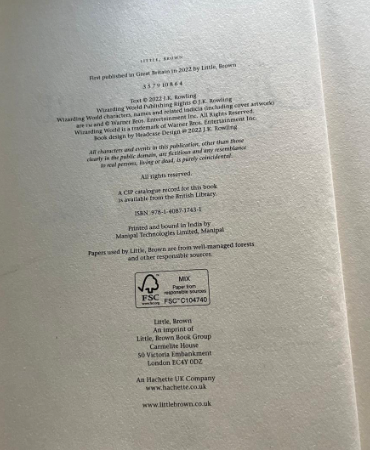 LITTLE, BROWN
First published in Great Britain in 2022 by Little, Brown
3 5 7 9 10 8 6 4
Text © 2022 J.K. Rowling
Wizarding World Publishing Rights © J.K. Rowling
Wizarding World characters, names and related indicia (including cover artwork)
are TM and © Warner Bros. Entertainment Inc. All Rights Reserved.
Wizarding World is a trademark of Warner Bros. Entertainment Inc.
Book design by Headcase Design © 2022 J.K. Rowling
All characters and events in this publication, other than those
clearly in the public domain, are fictitious and any resemblance
to real persons, living or dead, is purely coincidental.
All rights reserved.
A CIP catalogue record for this book
is available from the British Library.
ISBN: 978-1-4087-
Printed and bound in India by
Manipal Technologies Limited, Manipal
Papers used by Little, Brown are from well-managed forests
and other responsible sources.
MIX
Paper from
responsible sources
FSC
FSC™ C104740
Little, Brown
An imprint of
Little, Brown Book Group
Carmelite House
50 Victoria Embankment
London EC4Y 0DZ
An Hachette UK Company
www.hachette.co.uk
www.littlebrown.co.uk